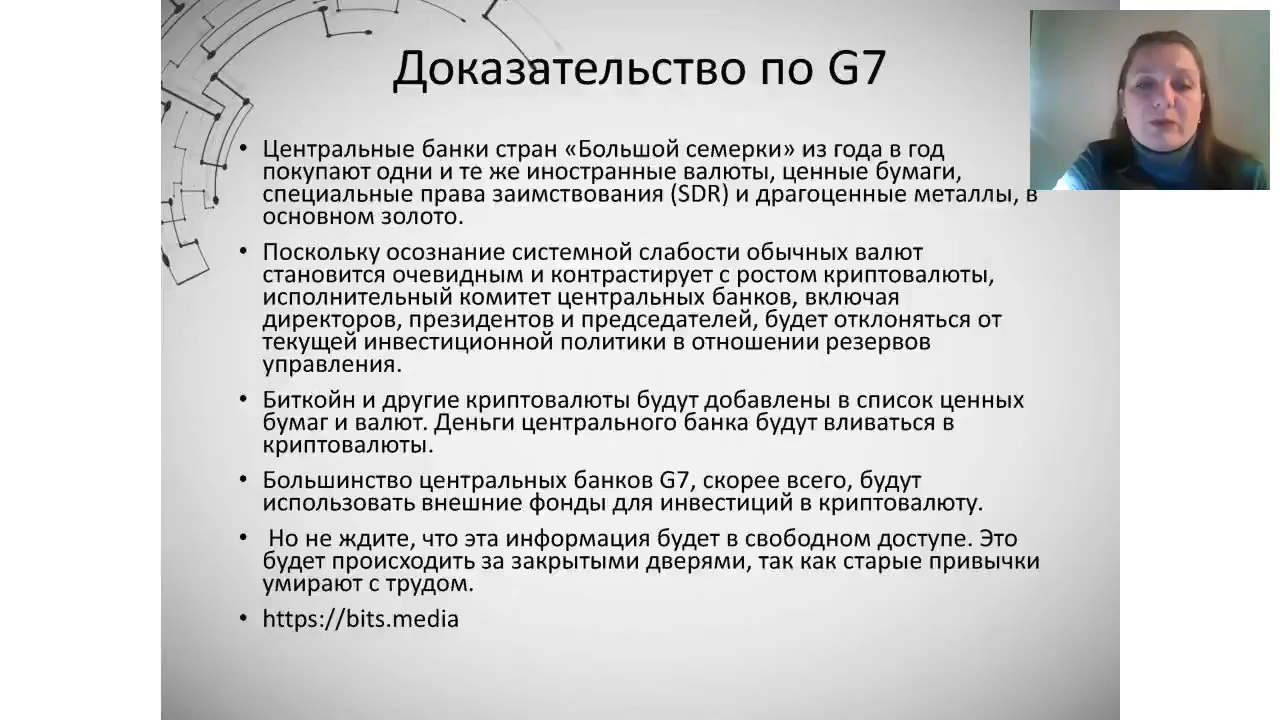 Доказательство по G7
• Центральные банки стран «Большой семерки» из года в год
покупают одни и те же иностранные валюты, ценные бумаги,
специальные права заимствования (SDR) и драгоценные металлы, в
основном золото.
• Поскольку осознание системной слабости обычных валют
становится очевидным и контрастирует с ростом криптовалюты,
исполнительный комитет центральных банков, включая
директоров, президентов и председателей, будет отклоняться от
текущей инвестиционной политики в отношении резервов
управления.
• Биткойн и другие криптовалюты будут добавлены в список ценных
бумаг и валют. Деньги центрального банка будут вливаться в
криптовалюты.
• Большинство центральных банков G7, скорее всего, будут
использовать внешние фонды для инвестиций в криптовалюту.
• Но не ждите, что эта информация будет в свободном доступе. Это
будет происходить за закрытыми дверями, так как старые привычки
умирают с трудом.
• https://bits.media